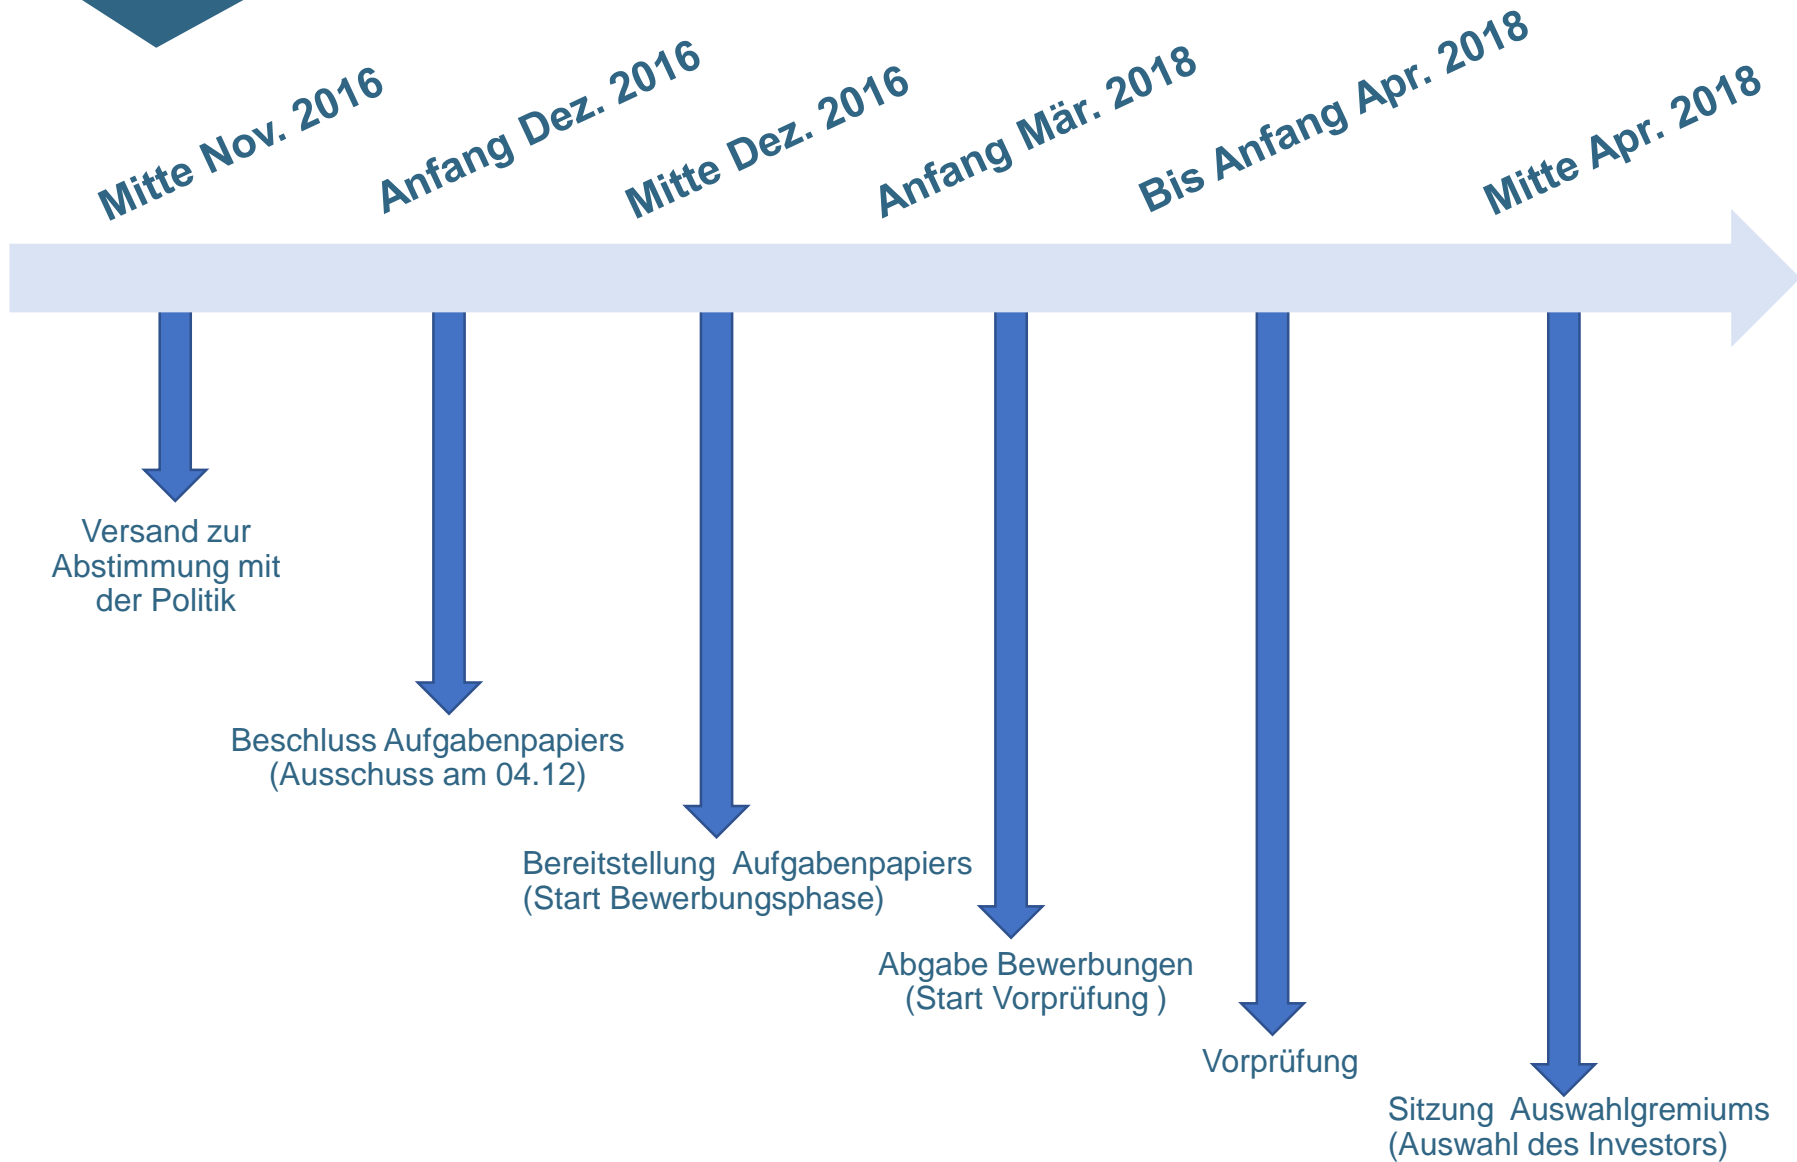 Mitte Nov. 2016
Anfang Dez. 2016
Mitte Dez. 2016
Anfang Mär. 2018
Bis Anfang Apr. 2018
Mitte Apr. 2018
Versand zur
Abstimmung mit
der Politik
Beschluss Aufgabenpapiers
(Ausschuss am 04.12)
Bereitstellung Aufgabenpapiers
(Start Bewerbungsphase)
Abgabe Bewerbungen
(Start Vorprüfung )
Vorprüfung
Sitzung Auswahlgremiums
(Auswahl des Investors)